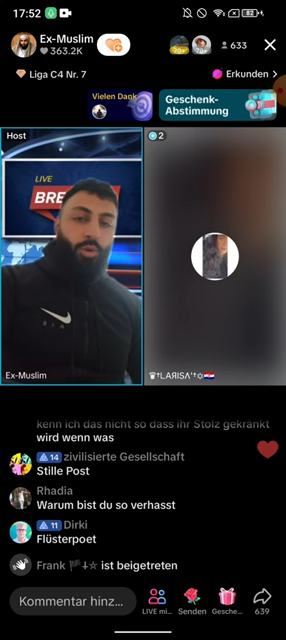 17:52
82
Ex-Muslim
363.2K
633
Liga C4 Nr. 7
Erkunden >
Vielen Dank
Geschenk-
Abstimmung
Host
2
LIVE
BRE
Ex-Muslim
♛†LAЯISΛ'†✡🇭🇷
kenn ich das nicht so dass ihr Stolz gekränkt
wird wenn was
14 zivilisierte Gesellschaft
Stille Post
Rhadia
Warum bist du so verhasst
11 Dirki
Flüsterpoet
Frank 🏴⸸☆ ist beigetreten
Kommentar hinz...
LIVE mi...
Senden
Gesche...
639